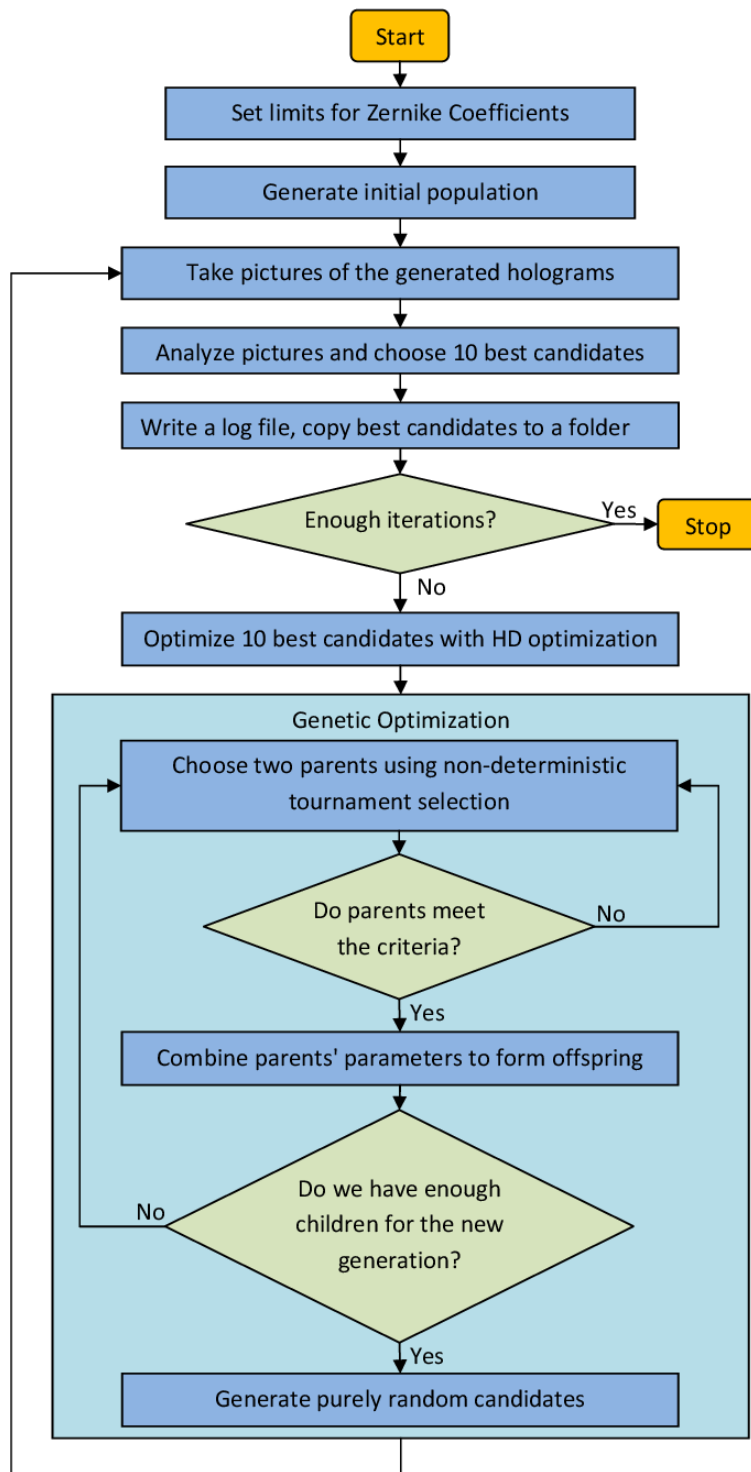 Start
Set limits for Zernike Coefficients
Generate initial population
Take pictures of the generated holograms
Analyze pictures and choose 10 best candidates
Write a log file, copy best candidates to a folder
Enough iterations?
Yes
Stop
No
Optimize 10 best candidates with HD optimization
Genetic Optimization
Choose two parents using non-deterministic
tournament selection
Do parents meet
the criteria?
No
Yes
Combine parents' parameters to form offspring
Do we have enough
children for the new
generation?
No
Yes
Generate purely random candidates